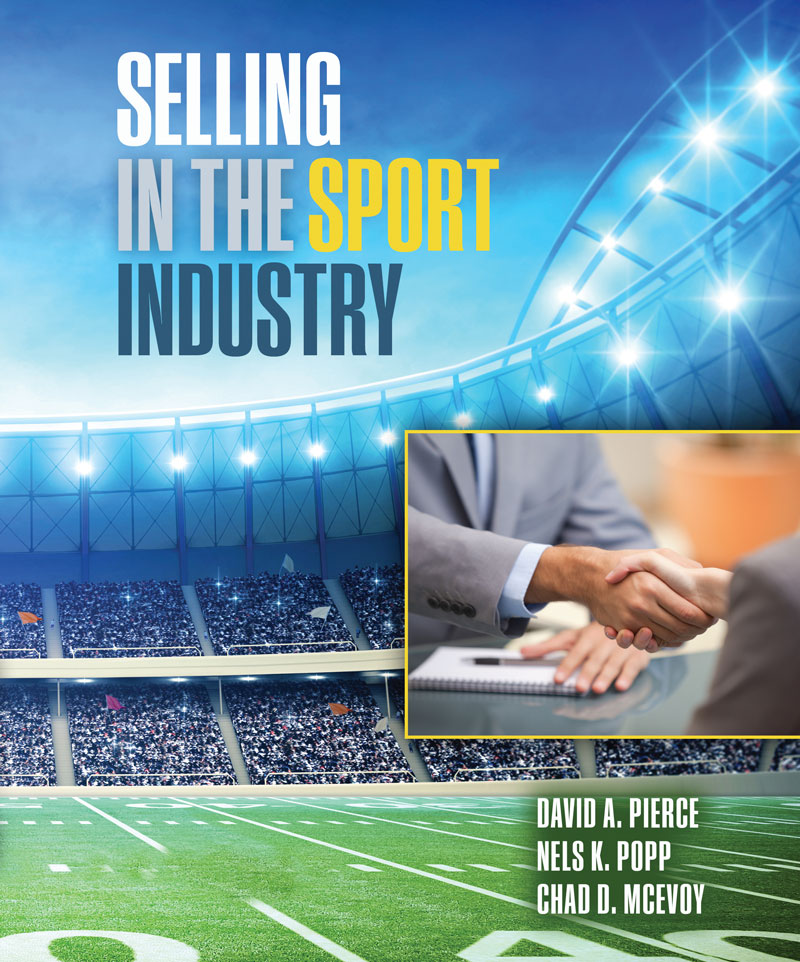 SELLING
IN THE SPORT
INDUSTRY
DAVID A. PIERCE
NELS K. POPP
CHAD D. MCEVOY